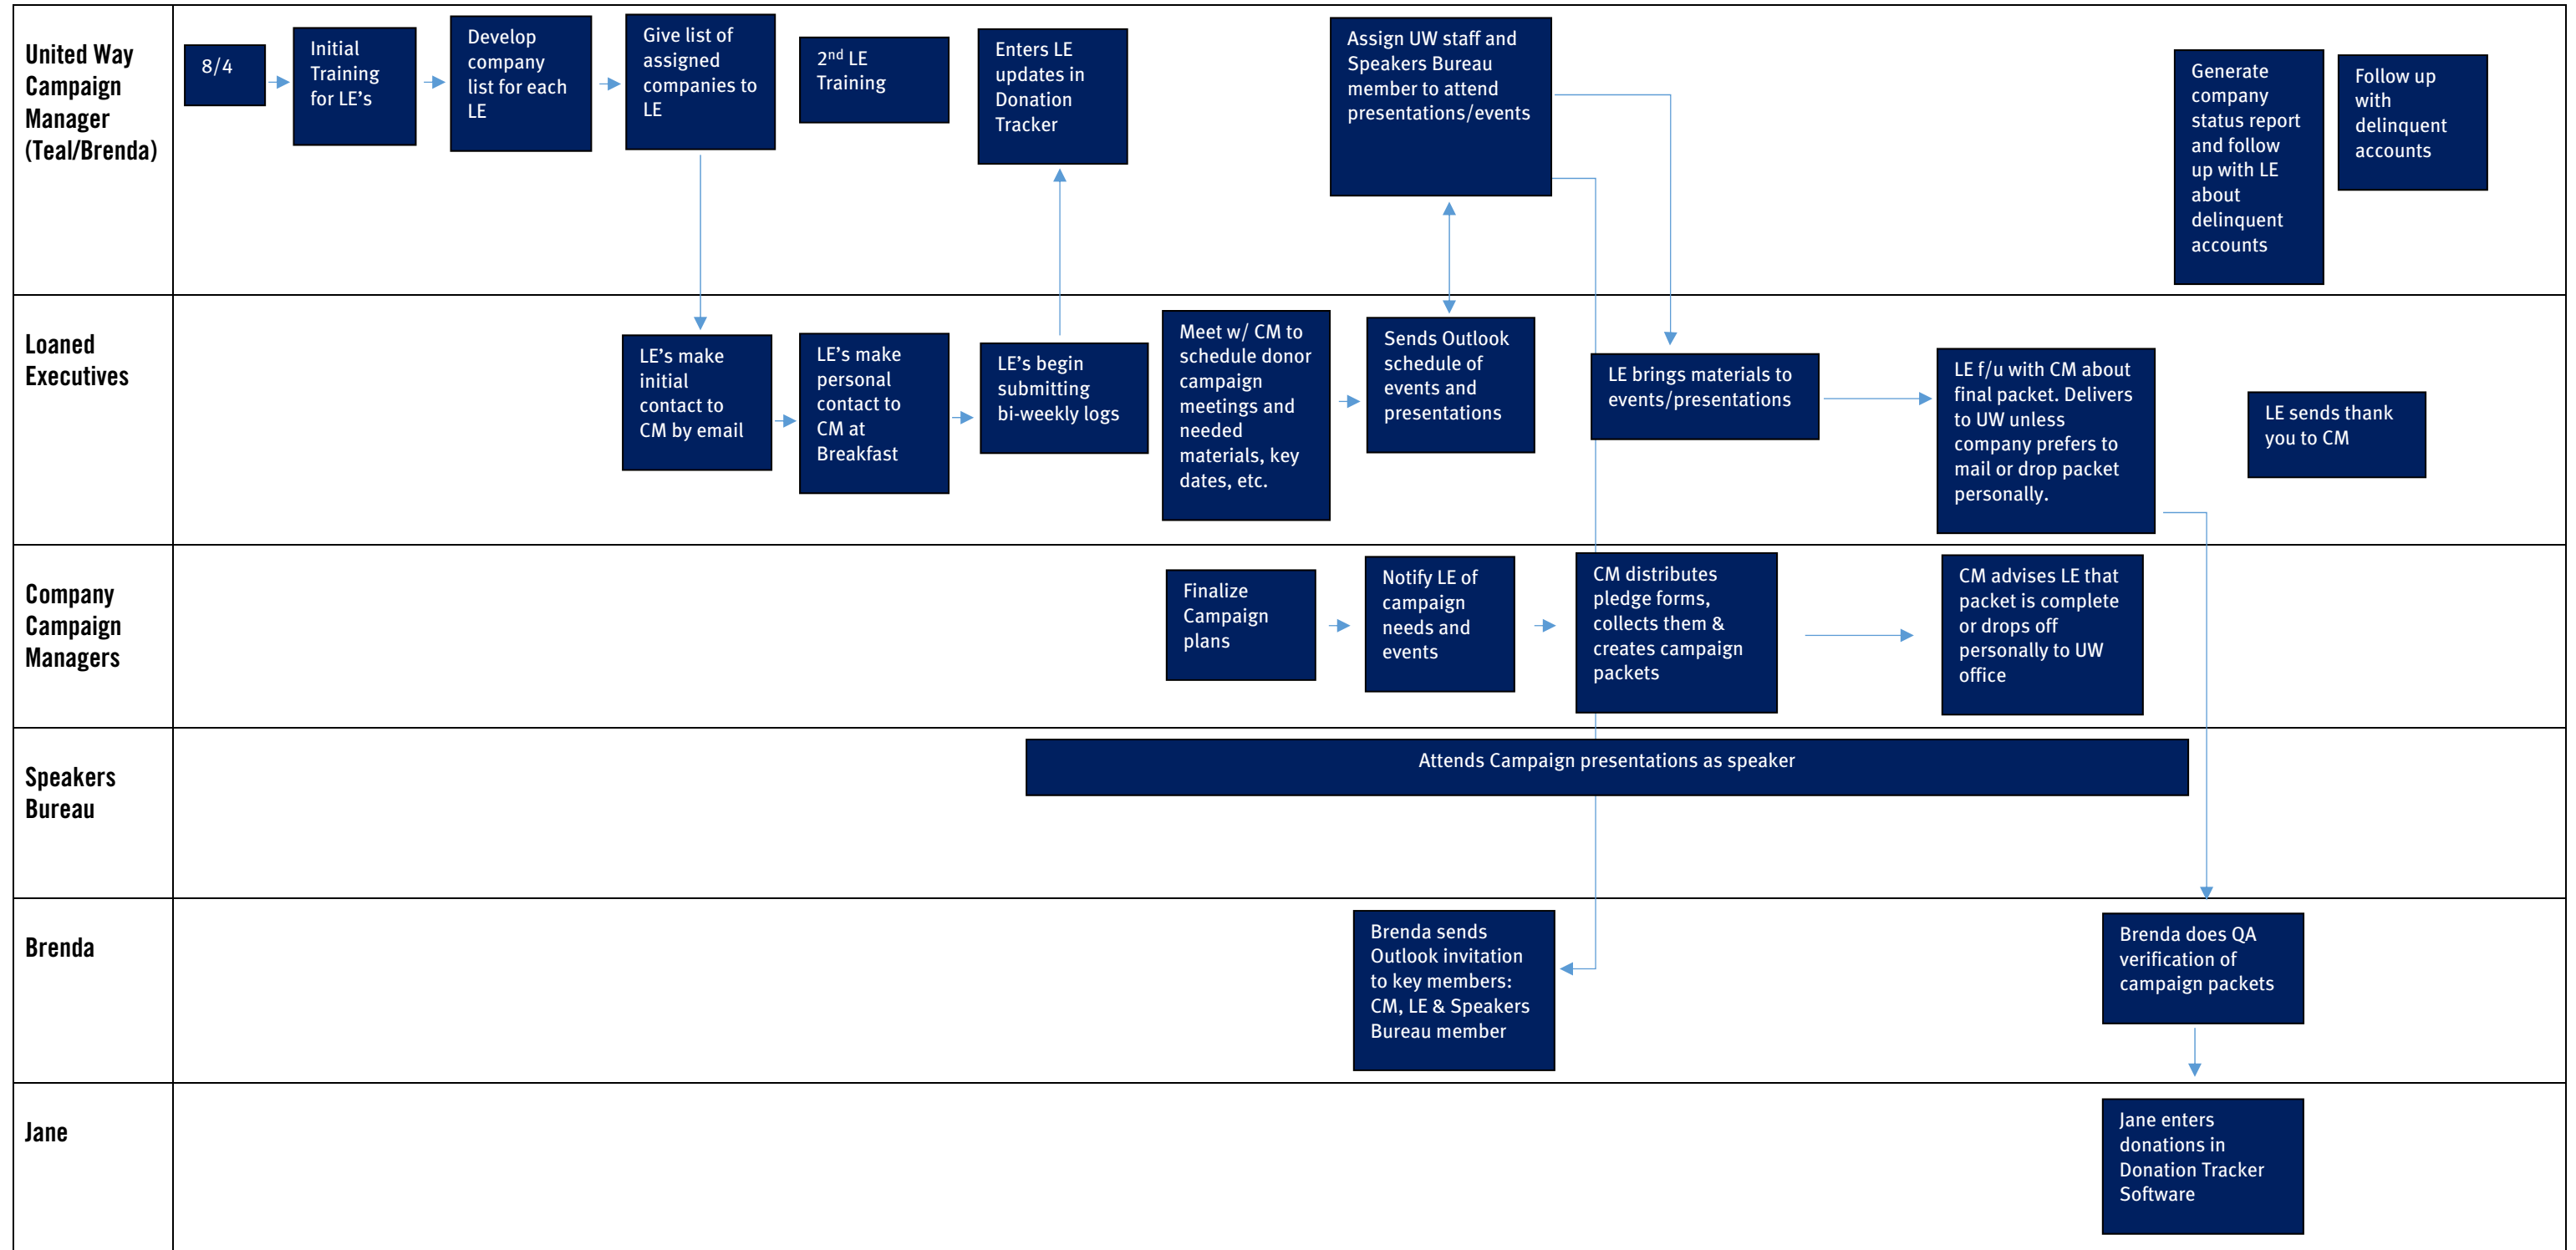 United Way
Campaign
Manager
(Teal/Brenda)
8/4
Initial
Training
for LE’s
Develop
company
list for each
LE
Give list of
assigned
companies to
LE
2nd LE
Training
Enters LE
updates in
Donation
Tracker
Assign UW staff and
Speakers Bureau
member to attend
presentations/events
Generate
company
status report
and follow
up with LE
about
delinquent
accounts
Follow up
with
delinquent
accounts
Loaned
Executives
LE’s make
initial
contact to
CM by email
LE’s make
personal
contact to
CM at
Breakfast
LE’s begin
submitting
bi-weekly logs
Meet w/ CM to
schedule donor
campaign
meetings and
needed
materials, key
dates, etc.
Sends Outlook
schedule of
events and
presentations
LE brings materials to
events/presentations
LE f/u with CM about
final packet. Delivers
to UW unless
company prefers to
mail or drop packet
personally.
LE sends thank
you to CM
Company
Campaign
Managers
Finalize
Campaign
plans
Notify LE of
campaign
needs and
events
CM distributes
pledge forms,
collects them &
creates campaign
packets
CM advises LE that
packet is complete
or drops off
personally to UW
office
Speakers
Bureau
Attends Campaign presentations as speaker
Brenda
Brenda sends
Outlook invitation
to key members:
CM, LE & Speakers
Bureau member
Brenda does QA
verification of
campaign packets
Jane
Jane enters
donations in
Donation Tracker
Software